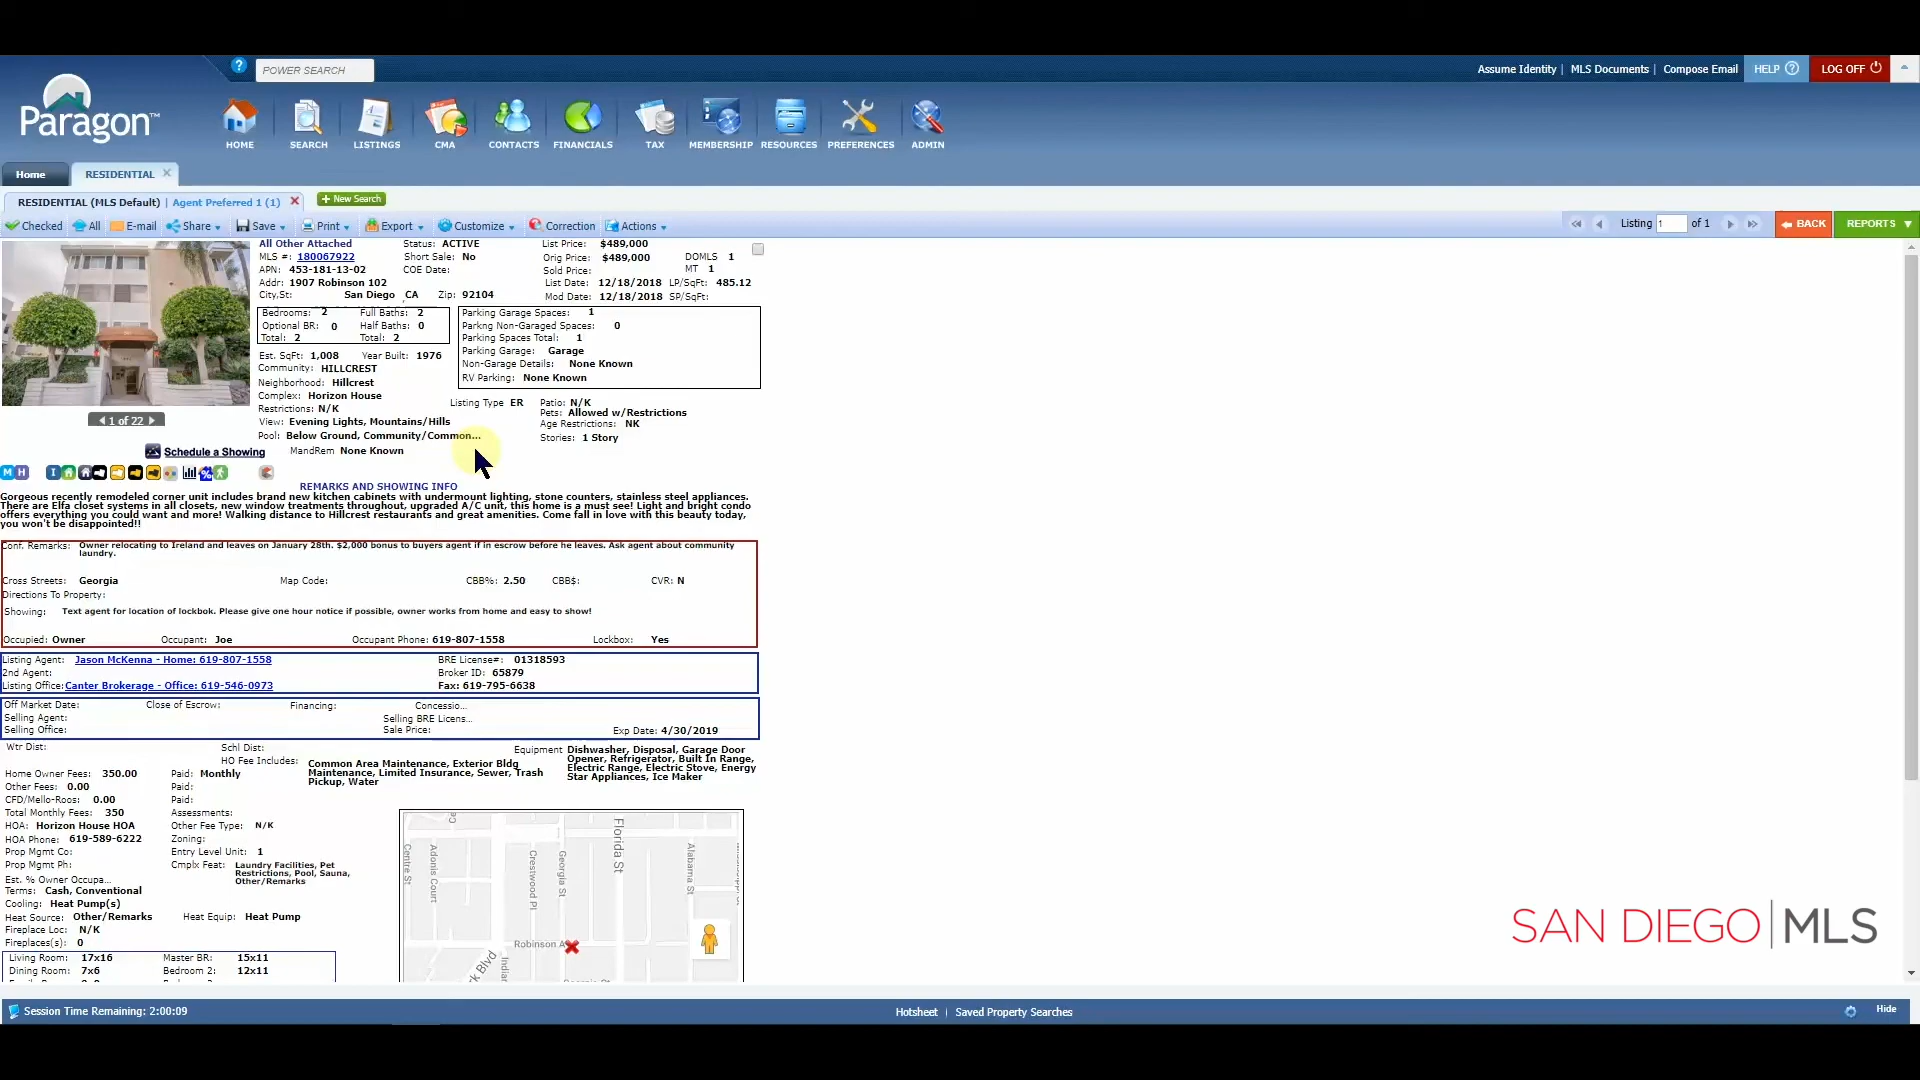 POWER SEARCH
Assume Identity | MLS Documents | Compose Email HELP LOG OFF
Paragon™
HOME SEARCH LISTINGS CMA CONTACTS FINANCIALS TAX MEMBERSHIP RESOURCES PREFERENCES ADMIN
Home RESIDENTIAL
RESIDENTIAL (MLS Default) | Agent Preferred 1 (1) New Search
Checked All E-mail Share Save Print Export Customize Correction Actions Listing 1 of 1 BACK REPORTS
All Other Attached Status: ACTIVE List Price: $489,000
MLS #: 180067922 Short Sale: No Orig Price: $489,000 DOMLS 1
APN: 453-181-13-02 COE Date: Sold Price: MT 1
Addr: 1907 Robinson 102 List Date: 12/18/2018 LP/SqFt: 485.12
City,St: San Diego , CA Zip: 92104 Mod Date: 12/18/2018 SP/SqFt:
Bedrooms: 2 Full Baths: 2 Parking Garage Spaces: 1
Optional BR: 0 Half Baths: 0 Parkng Non-Garaged Spaces: 0
Total: 2 Total: 2 Parking Spaces Total: 1
Parking Garage: Garage
Est. SqFt: 1,008 Year Built: 1976 Non-Garage Details: None Known
Community: HILLCREST RV Parking: None Known
Neighborhood: Hillcrest
Complex: Horizon House Listing Type ER Patio: N/K
Restrictions: N/K Pets: Allowed w/Restrictions
View: Evening Lights, Mountains/Hills Age Restrictions: NK
1 of 22
Pool: Below Ground, Community/Common... Stories: 1 Story
Schedule a Showing MandRem None Known
REMARKS AND SHOWING INFO
Gorgeous recently remodeled corner unit includes brand new kitchen cabinets with undermount lighting, stone counters, stainless steel appliances.
There are Elfa closet systems in all closets, new window treatments throughout, upgraded A/C unit, this home is a must see! Light and bright condo
offers everything you could want and more! Walking distance to Hillcrest restaurants and great amenities. Come fall in love with this beauty today,
you won't be disappointed!!
Conf. Remarks: Owner relocating to Ireland and leaves on January 28th. $2,000 bonus to buyers agent if in escrow before he leaves. Ask agent about community
laundry.
Cross Streets: Georgia Map Code: CBB%: 2.50 CBB$: CVR: N
Directions To Property:
Showing: Text agent for location of lockbok. Please give one hour notice if possible, owner works from home and easy to show!
Occupied: Owner Occupant: Joe Occupant Phone: 619-807-1558 Lockbox: Yes
Listing Agent: Jason McKenna - Home: 619-807-1558 BRE License#: 01318593
2nd Agent: Broker ID: 65879
Listing Office: Canter Brokerage - Office: 619-546-0973 Fax: 619-795-6638
Off Market Date: Close of Escrow: Financing: Concessio...
Selling Agent: Selling BRE Licens...
Selling Office: Sale Price: Exp Date: 4/30/2019
Wtr Dist: Schl Dist: Equipment Dishwasher, Disposal, Garage Door
Opener, Refrigerator, Built In Range,
Electric Range, Electric Stove, Energy
Star Appliances, Ice Maker
HO Fee Includes: Common Area Maintenance, Exterior Bldg
Maintenance, Limited Insurance, Sewer, Trash
Pickup, Water
Home Owner Fees: 350.00 Paid: Monthly
Other Fees: 0.00 Paid:
CFD/Mello-Roos: 0.00 Paid:
Total Monthly Fees: 350 Assessments:
HOA: Horizon House HOA Other Fee Type: N/K
HOA Phone: 619-589-6222 Zoning:
Prop Mgmt Co: Entry Level Unit: 1
Prop Mgmt Ph: Cmplx Feat: Laundry Facilities, Pet
Restrictions, Pool, Sauna,
Other/Remarks
Est. % Owner Occupa...
Terms: Cash, Conventional
Cooling: Heat Pump(s)
Heat Source: Other/Remarks Heat Equip: Heat Pump
Fireplace Loc: N/K
Fireplaces(s): 0
Living Room: 17x16 Master BR: 15x11
Dining Room: 7x6 Bedroom 2: 12x11
Centre St
Adonis Court
Crestwood Pl
Georgia St
Florida St
Alabama St
Robinson A
k Blvd
India
SAN DIEGO | MLS
Session Time Remaining: 2:00:09 Hotsheet | Saved Property Searches Hide